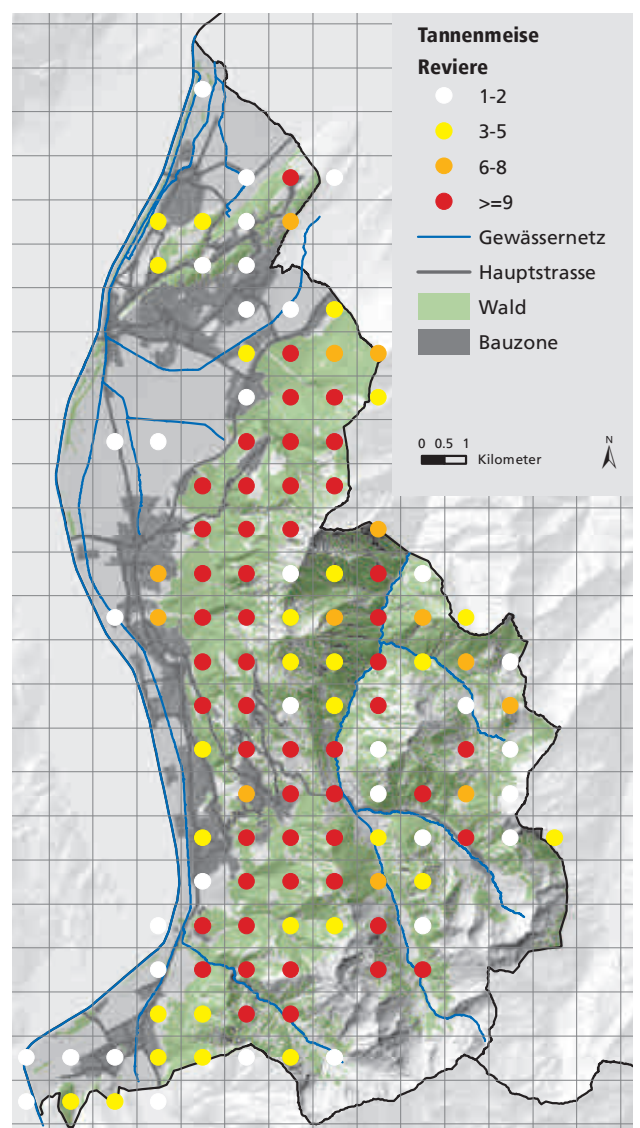 Tannenmeise
Reviere
1-2
3-5
6-8
>=9
Gewässernetz
Hauptstrasse
Wald
Bauzone
0 0.5 1
Kilometer
N